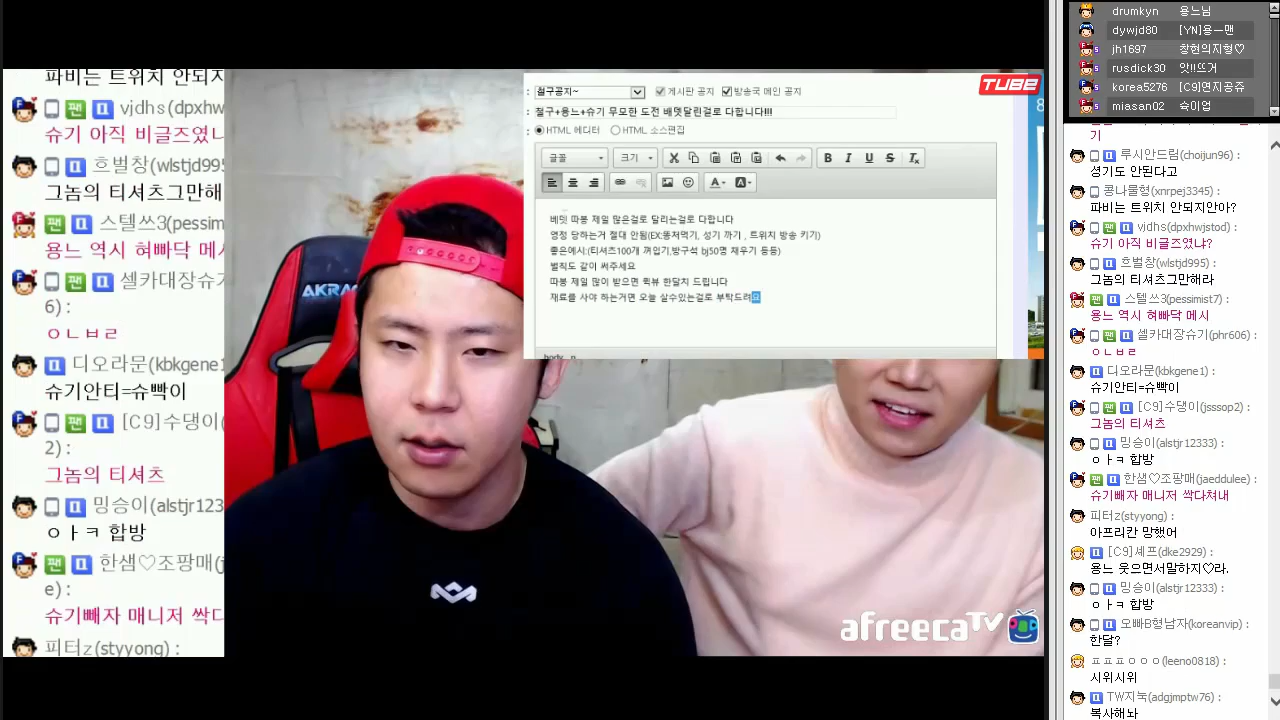 파비는 트위치 안되지
vjdhs(dpxhw
슈기 아직 비글즈였니
흐벌창(wlstjd995
그놈의 티셔츠그만해
스텔쓰3(pessim
용느 역시 혀빠닥 메시
셀카대장슈기
6) :
ㅇㄴㅂㄹ
디오라문(kbkgene1
슈기안티=슈빡이
[C9]수댕이(
2) :
그놈의 티셔츠
밍승이(alstjr123
ㅇㅏㅋ 합방
한샘♡조팡매(j
e) :
슈기빼자 매니저 싹다
피터z(styyong) :
AKRA
TUBE
: 철구공지~ 게시판 공지 방송국 메인 공지
: 철구+용느+슈기 무모한 도전 배뎃달린걸로 다합니다!!!
: HTML 에디터 HTML 소스편집
글꼴 크기 B I U S Tx
A A
베밋 따봉 제일 많은걸로 달리는걸로 다합니다
영정 당하는거 절대 안됨(EX:똥쳐먹기, 성기 까기 , 트위치 방송 키기)
좋은예시:(티셔츠100개 껴입기,방구석 bj50명 채우기 등등)
벌칙도 같이 써주세요
따봉 제일 많이 받으면 퀵뷰 한달치 드립니다
재료를 사야 하는거면 오늘 살수있는걸로 부탁드려요
body p
afreecaTV
drumkyn 용느님
dywjd80 [YN]용ㅡ맨
jh1697 창현의지형♡
rusdick30 앗!!뜨거
korea5276 [C9]연지공쥬
miasan02 슉미업
기
루시안드럼(choijun96) :
성기도 안된다고
콩나물형(xnrpej3345) :
파비는 트위치 안되지안아?
vjdhs(dpxhwjstod) :
슈기 아직 비글즈였냐?
흐벌창(wlstjd995) :
그놈의 티셔츠그만해라
스텔쓰3(pessimist7) :
용느 역시 혀빠닥 메시
셀카대장슈기(phr606) :
ㅇㄴㅂㄹ
디오라문(kbkgene1) :
슈기안티=슈빡이
[C9]수댕이(jsssop2) :
그놈의 티셔츠
밍승이(alstjr12333) :
ㅇㅏㅋ 합방
한샘♡조팡매(jaeddulee) :
슈기빼자 매니저 싹다쳐내
피터z(styyong) :
아프리칸 망했어
[C9]셰프(dke2929) :
용느 웃으면서말하지♡라.
밍승이(alstjr12333) :
ㅇㅏㅋ 합방
오빠B형남자(koreanvip) :
한달?
ㅍㅍㅍㅇㅇㅇ(leeno0818) :
시위시위
TW지눅(adgjmptw76) :
복사해놔